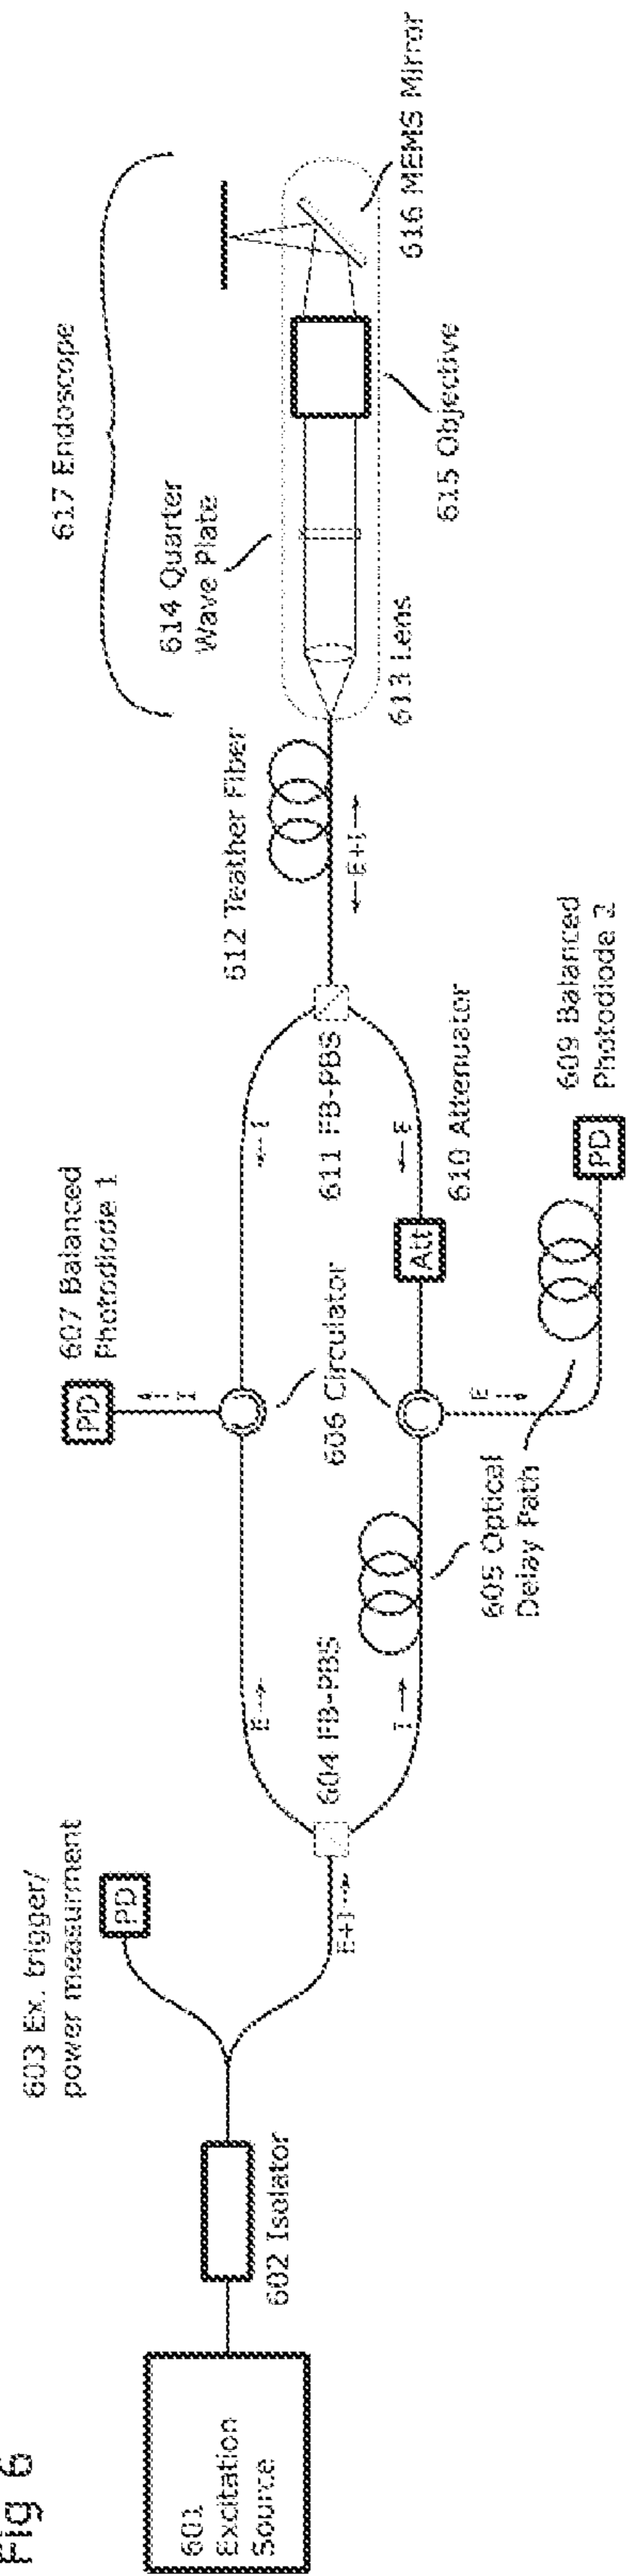 Fig 6
601
Excitation
Source
602 Isolator
603 Ex. trigger/
power measurment
PD
E+I
604 FB-PBS
E
I
605 Optical
Delay Path
606 Circulator
607 Balanced
Photodiode 1
PD
I
E
609 Balanced
Photodiode 2
PD
Att
610 Attenuator
I
E
611 FB-PBS
612 Teather Fiber
E+I
613 Lens
614 Quarter
Wave Plate
615 Objective
616 MEMS Mirror
617 Endoscope